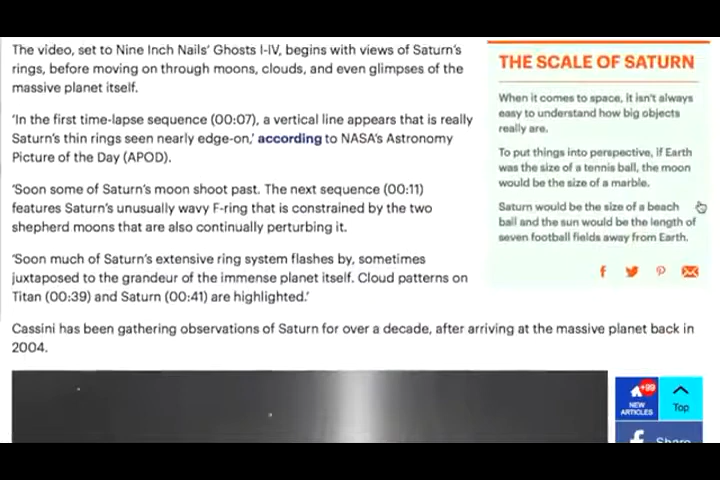 The video, set to Nine Inch Nails' Ghosts I-IV, begins with views of Saturn's
rings, before moving on through moons, clouds, and even glimpses of the
massive planet itself.
'In the first time-lapse sequence (00:07), a vertical line appears that is really
Saturn's thin rings seen nearly edge-on,' according to NASA's Astronomy
Picture of the Day (APOD).
'Soon some of Saturn's moon shoot past. The next sequence (00:11)
features Saturn's unusually wavy F-ring that is constrained by the two
shepherd moons that are also continually perturbing it.
'Soon much of Saturn's extensive ring system flashes by, sometimes
juxtaposed to the grandeur of the immense planet itself. Cloud patterns on
Titan (00:39) and Saturn (00:41) are highlighted.'
Cassini has been gathering observations of Saturn for over a decade, after arriving at the massive planet back in
2004.
THE SCALE OF SATURN
When it comes to space, it isn't always
easy to understand how big objects
really are.
To put things into perspective, if Earth
was the size of a tennis ball, the moon
would be the size of a marble.
Saturn would be the size of a beach
ball and the sun would be the length of
seven football fields away from Earth.
+99
NEW
ARTICLES
Top
Share